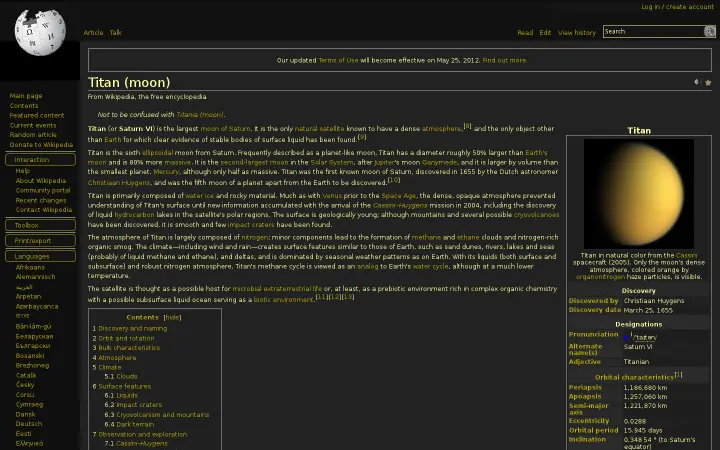 Log in / create account
Article Talk
Read Edit View history
Search
Our updated Terms of Use will become effective on May 25, 2012. Find out more.
Titan (moon)
From Wikipedia, the free encyclopedia
Not to be confused with Titania (moon).
Titan (or Saturn VI) is the largest moon of Saturn. It is the only natural satellite known to have a dense atmosphere,[8] and the only object other
than Earth for which clear evidence of stable bodies of surface liquid has been found.[9]
Titan is the sixth ellipsoidal moon from Saturn. Frequently described as a planet-like moon, Titan has a diameter roughly 50% larger than Earth's
moon and is 80% more massive. It is the second-largest moon in the Solar System, after Jupiter's moon Ganymede, and it is larger by volume than
the smallest planet, Mercury, although only half as massive. Titan was the first known moon of Saturn, discovered in 1655 by the Dutch astronomer
Christiaan Huygens, and was the fifth moon of a planet apart from the Earth to be discovered.[10]
Titan is primarily composed of water ice and rocky material. Much as with Venus prior to the Space Age, the dense, opaque atmosphere prevented
understanding of Titan's surface until new information accumulated with the arrival of the Cassini–Huygens mission in 2004, including the discovery
of liquid hydrocarbon lakes in the satellite's polar regions. The surface is geologically young; although mountains and several possible cryovolcanoes
have been discovered, it is smooth and few impact craters have been found.
The atmosphere of Titan is largely composed of nitrogen; minor components lead to the formation of methane and ethane clouds and nitrogen-rich
organic smog. The climate—including wind and rain—creates surface features similar to those of Earth, such as sand dunes, rivers, lakes and seas
(probably of liquid methane and ethane), and deltas, and is dominated by seasonal weather patterns as on Earth. With its liquids (both surface and
subsurface) and robust nitrogen atmosphere, Titan's methane cycle is viewed as an analog to Earth's water cycle, although at a much lower
temperature.
The satellite is thought as a possible host for microbial extraterrestrial life or, at least, as a prebiotic environment rich in complex organic chemistry
with a possible subsurface liquid ocean serving as a biotic environment.[11][12][13]
Contents [hide]
1 Discovery and naming
2 Orbit and rotation
3 Bulk characteristics
4 Atmosphere
5 Climate
5.1 Clouds
6 Surface features
6.1 Liquids
6.2 Impact craters
6.3 Cryovolcanism and mountains
6.4 Dark terrain
7 Observation and exploration
7.1 Cassini–Huygens
Titan
Titan in natural color from the Cassini
spacecraft (2005). Only the moon's dense
atmosphere, colored orange by
organonitrogen haze particles, is visible.
Discovery
Discovered by Christiaan Huygens
Discovery date March 25, 1655
Designations
Pronunciation /ˈtaɪtən/
Alternate name(s) Saturn VI
Adjective Titanian
Orbital characteristics[1]
Periapsis 1,186,680 km
Apoapsis 1,257,060 km
Semi-major axis 1,221,870 km
Eccentricity 0.0288
Orbital period 15.945 days
Inclination 0.348 54 ° (to Saturn's
equator)
Main page
Contents
Featured content
Current events
Random article
Donate to Wikipedia
Interaction
Help
About Wikipedia
Community portal
Recent changes
Contact Wikipedia
Toolbox
Print/export
Languages
Afrikaans
Alemannisch
العربية
Arpetan
Azərbaycanca
Bân-lâm-gú
Беларуская
Български
Bosanski
Brezhoneg
Català
Česky
Corsu
Cymraeg
Dansk
Deutsch
Eesti
Ελληνικά